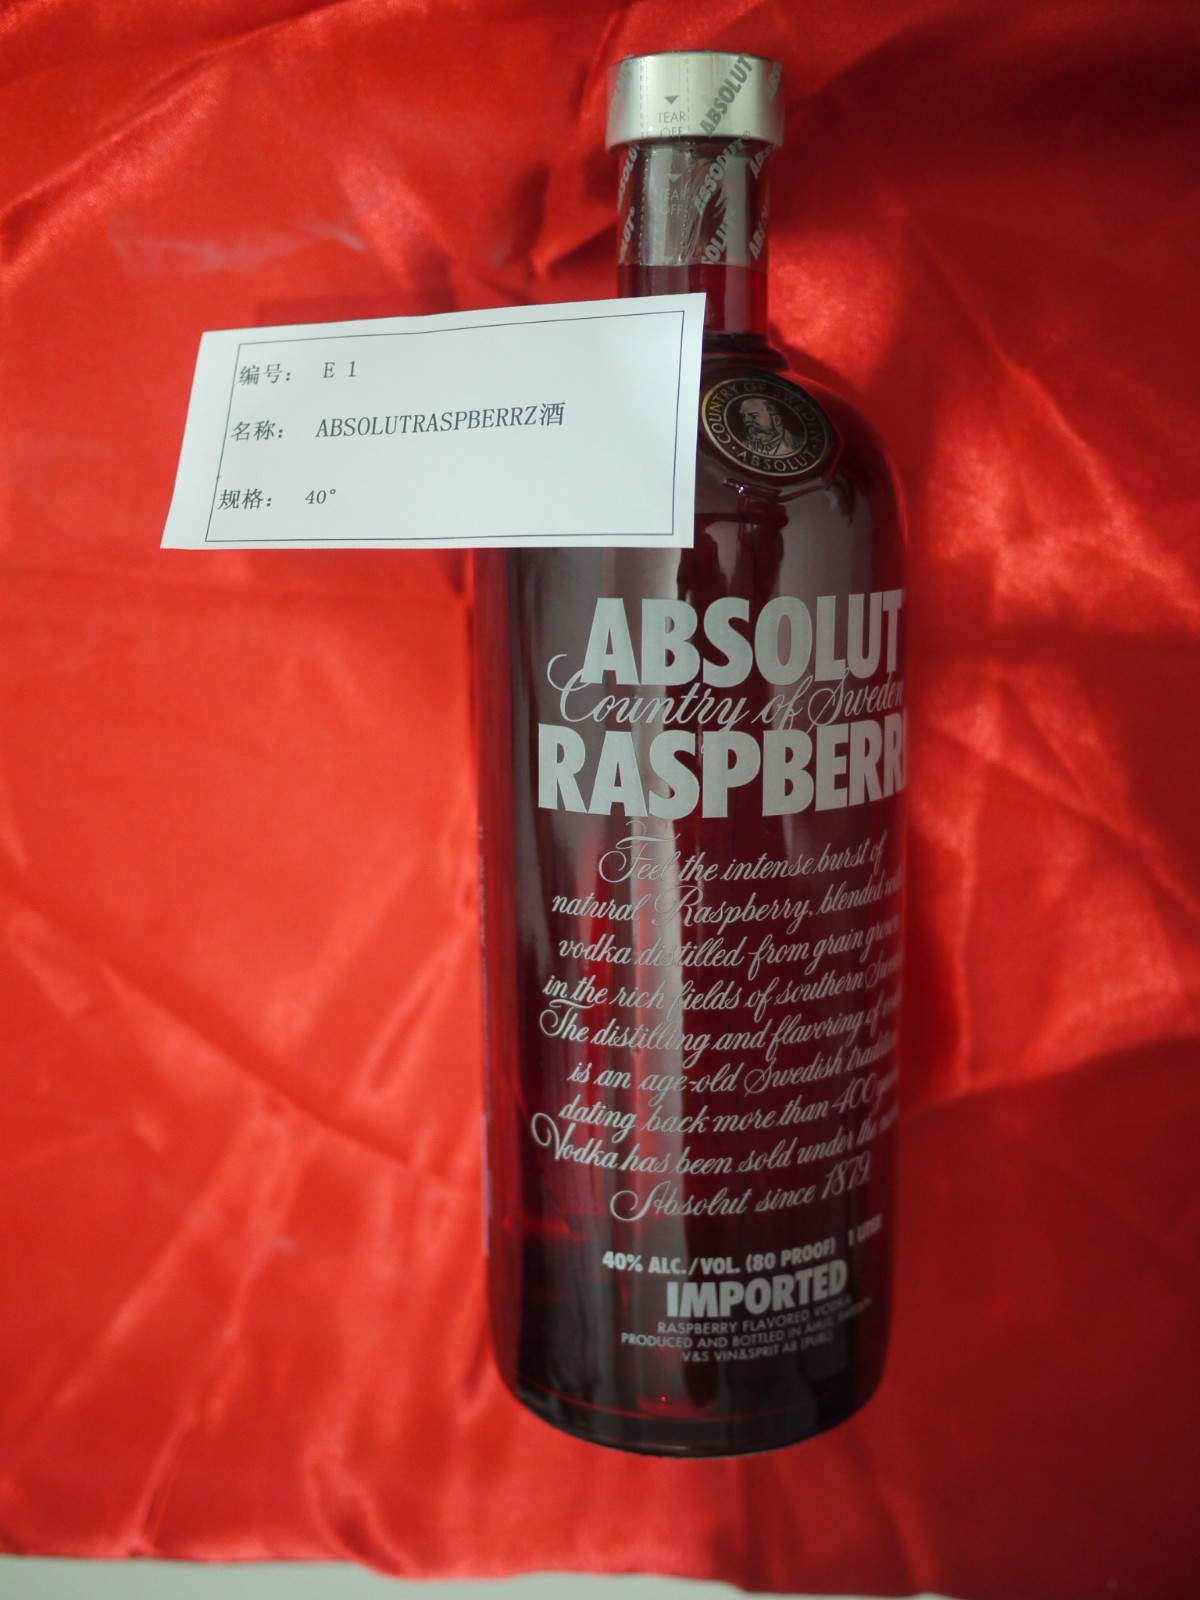 TEAR
OFF
ABSOLUT
TEAR
OFF
ABSOLUT
编号： E 1
名称： ABSOLUTRASPBERRZ酒
规格： 40°
COUNTRY OF SWEDEN
ABSOLUT
ABSOLUT
Country of Sweden
RASPBERRI
Feel the intense burst of
natural Raspberry, blended
vodka distilled from grain grown
in the rich fields of southern
The distilling and flavoring of
is an age-old Swedish
dating back more than 400
Vodka has been sold under the
Absolut since 1879.
40% ALC./VOL. (80 PROOF) 1 LITER
IMPORTED
RASPBERRY FLAVORED VODKA
PRODUCED AND BOTTLED IN
V&S VIN&SPRIT AB (PUBL)